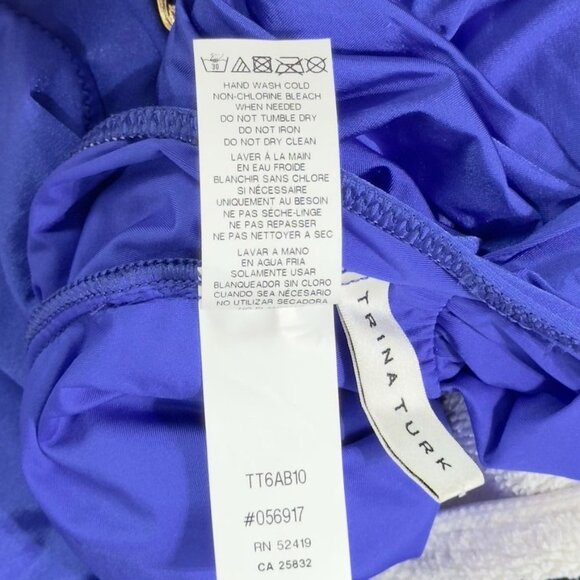 30
HAND WASH COLD
NON-CHLORINE BLEACH
WHEN NEEDED
DO NOT TUMBLE DRY
DO NOT IRON
DO NOT DRY CLEAN
LAVER À LA MAIN
EN EAU FROIDE
BLANCHIR SANS CHLORE
SI NÉCESSAIRE
UNIQUEMENT AU BESOIN
NE PAS SÈCHE-LINGE
NE PAS REPASSER
NE PAS NETTOYER A SEC
LAVAR A MANO
EN AGUA FRIA
SOLAMENTE USAR
BLANQUEADOR SIN CLORO
CUANDO SEA NÉCESARIO
NO UTILIZAR SECADORA
TRINA TURK
TT6AB10
#056917
RN 52419
CA 25832